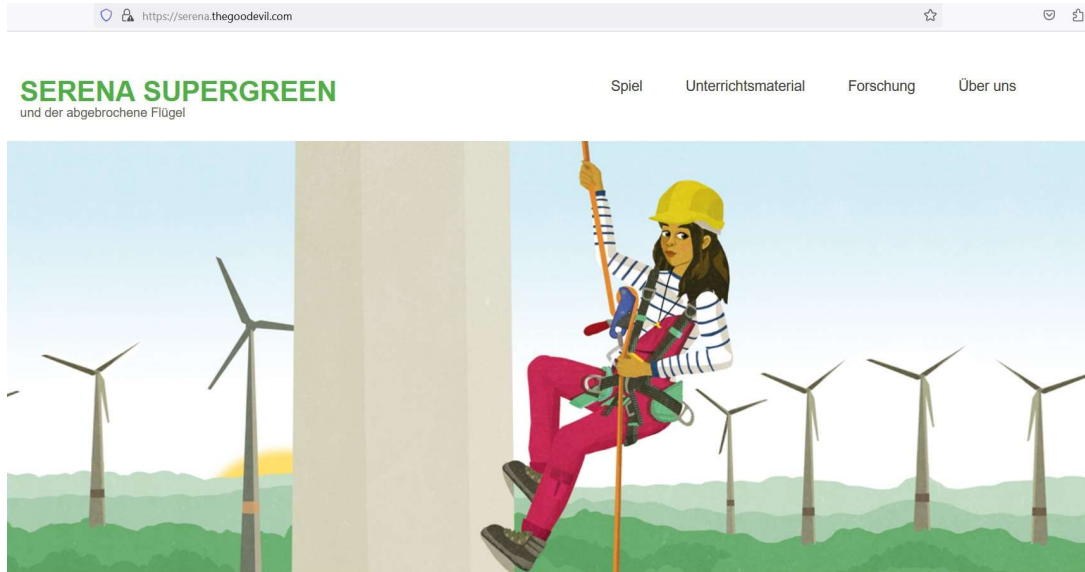 https://serena.thegoodevil.com
SERENA SUPERGREEN
und der abgebrochene Flügel
Spiel Unterrichtsmaterial Forschung Über uns